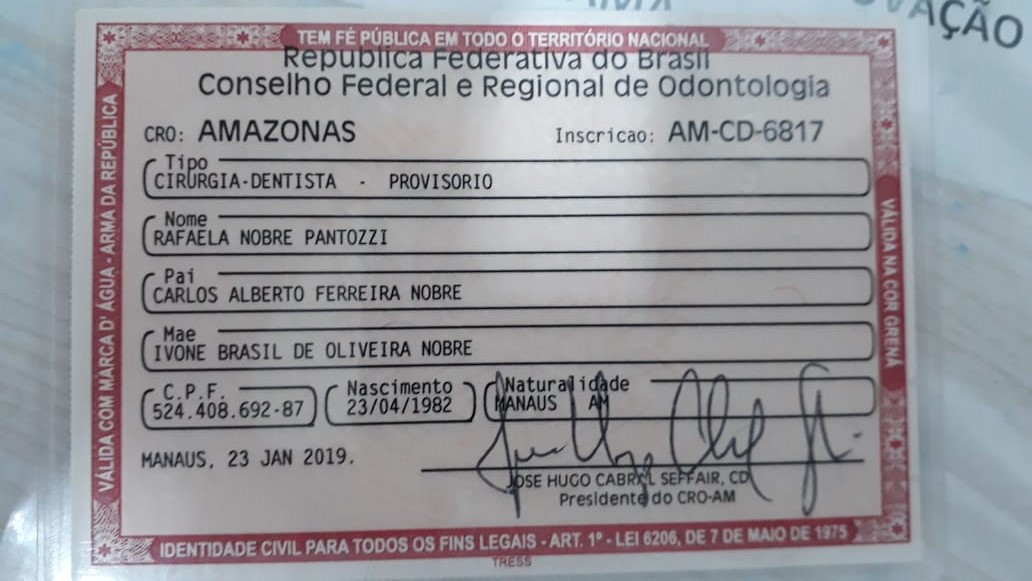 OVAÇÃO
TEM FÉ PÚBLICA EM TODO O TERRITÓRIO NACIONAL
República Federativa do Brasil
Conselho Federal e Regional de Odontologia
CRO: AMAZONAS Inscricao: AM-CD-6817
Tipo
CIRURGIA-DENTISTA - PROVISORIO
Nome
RAFAELA NOBRE PANTOZZI
Pai
CARLOS ALBERTO FERREIRA NOBRE
Mae
IVONE BRASIL DE OLIVEIRA NOBRE
C.P.F. Nascimento Naturalidade
524.408.692-87 23/04/1982 MANAUS AM
MANAUS, 23 JAN 2019.
JOSE HUGO CABRAL SEFFAIR, CD
Presidente do CRO-AM
IDENTIDADE CIVIL PARA TODOS OS FINS LEGAIS - ART. 1º - LEI 6206, DE 7 DE MAIO DE 1975
TRESS
VÁLIDA COM MARCA D' ÁGUA - ARMA DA REPÚBLICA
VÁLIDA NA COR GRENÁ